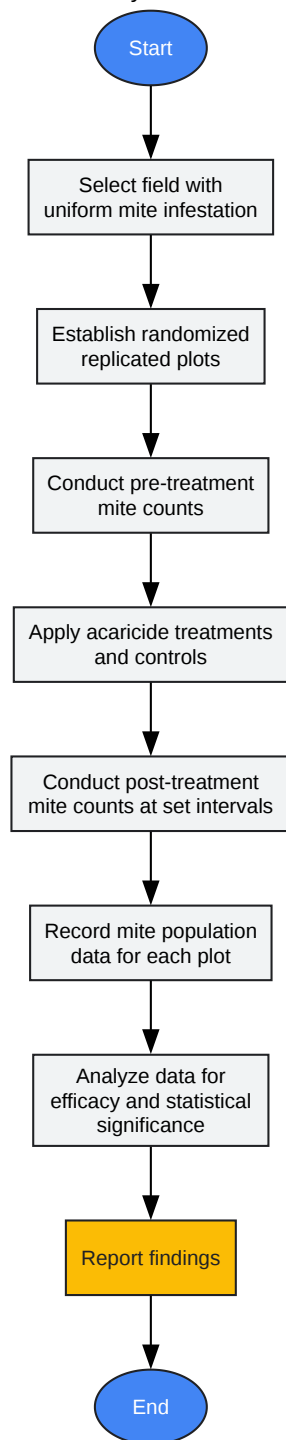 Start
Select field with
uniform mite infestation
Establish randomized
replicated plots
Conduct pre-treatment
mite counts
Apply acaricide treatments
and controls
Conduct post-treatment
mite counts at set intervals
Record mite population
data for each plot
Analyze data for
efficacy and statistical
significance
Report findings
End